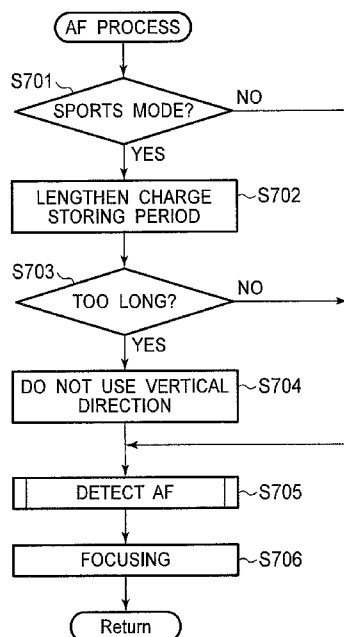 AF PROCESS
S701
SPORTS MODE?
NO
YES
LENGTHEN CHARGE
STORING PERIOD
S702
S703
TOO LONG?
NO
YES
DO NOT USE VERTICAL
DIRECTION
S704
DETECT AF
S705
FOCUSING
S706
Return